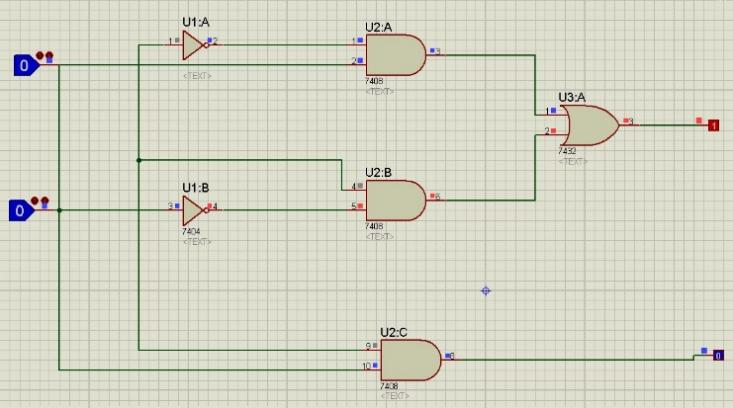 U1:A
1
2
<TEXT>
U2:A
1
2
3
7408
<TEXT>
0
U3:A
1
2
3
7432
<TEXT>
1
U2:B
4
5
6
7408
<TEXT>
U1:B
3
4
7404
<TEXT>
0
U2:C
9
10
8
7408
<TEXT>
0